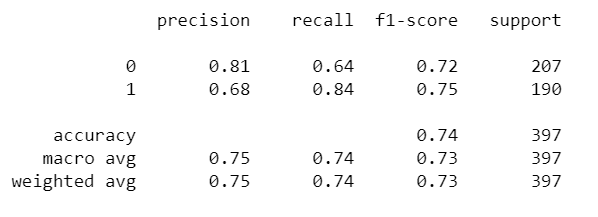 precision recall f1-score support
0 0.81 0.64 0.72 207
1 0.68 0.84 0.75 190
accuracy 0.74 397
macro avg 0.75 0.74 0.73 397
weighted avg 0.75 0.74 0.73 397